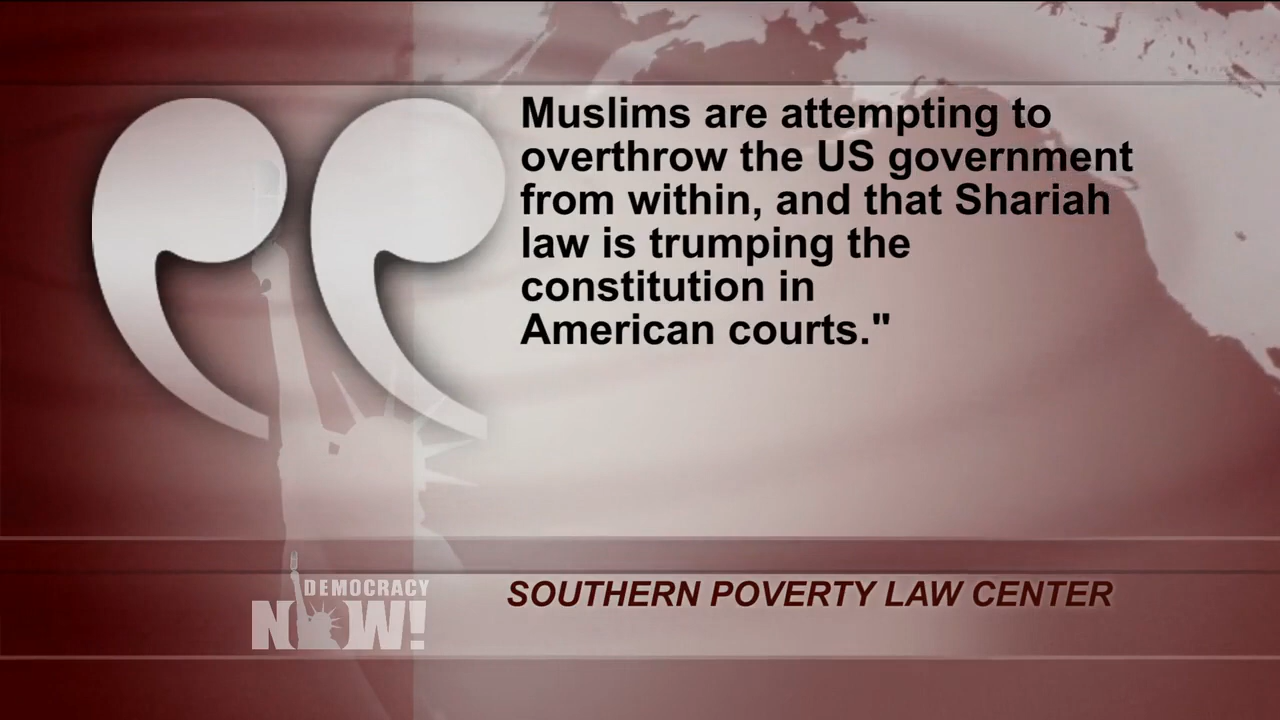 Muslims are attempting to
overthrow the US government
from within, and that Shariah
law is trumping the
constitution in
American courts."
DEMOCRACY
NOW!
SOUTHERN POVERTY LAW CENTER